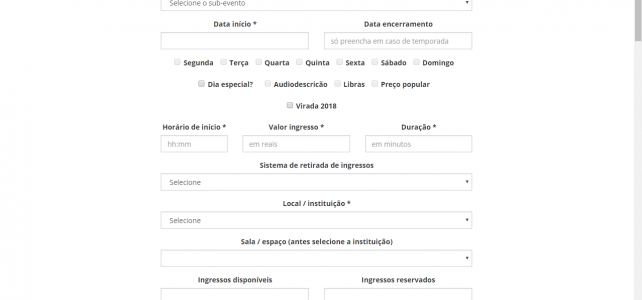 Selecione o sub-evento
Data início * Data encerramento
só preencha em caso de temporada
Segunda Terça Quarta Quinta Sexta Sábado Domingo
Dia especial? Audiodescricão Libras Preço popular
Virada 2018
Horário de início * Valor ingresso * Duração *
hh:mm em reais em minutos
Sistema de retirada de ingressos
Selecione
Local / instituição *
Selecione
Sala / espaço (antes selecione a instituição)
Ingressos disponíveis Ingressos reservados